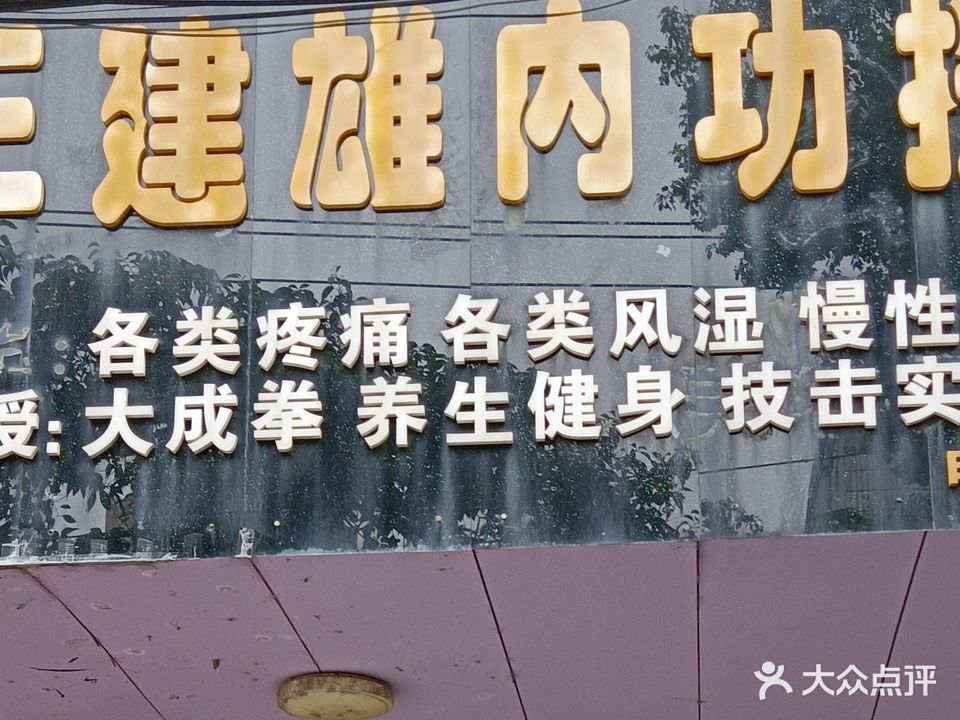 建雄内功
各类疼痛 各类风湿 慢性
授:大成拳 养生健身 技击实
大众点评